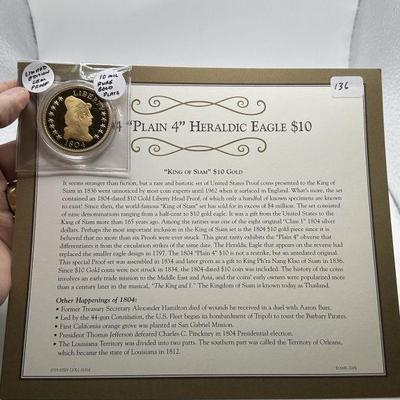 LIMITED
EDITION
GEM
PROOF
10 MIL
PURE
GOLD
PLATE
LIBERTY
1804
136
4 "PLAIN 4" HERALDIC EAGLE $10
"KING OF SIAM" $10 GOLD
It seems stranger than fiction, but a rare and historic set of United States Proof coins presented to the King of
Siam in 1836 went unnoticed by most coin experts until 1962 when it surfaced in England. What's more, the set
contained an 1804-dated $10 Gold Liberty Head Proof, of which only a handful of known specimens are known
to exist! Since then, the world-famous "King of Siam" set has sold for in excess of $4 million. The set consisted
of nine denominations ranging from a half-cent to $10 gold eagle. It was a gift from the United States to the
King of Siam more than 165 years ago. Among the rarities was one of the eight original "Class 1" 1804 silver
dollars. Perhaps the most important inclusion in the King of Siam set is the 1804 $10 gold piece since it is
believed that no more than six Proofs were ever struck. This great rarity exhibits the "Plain 4" obverse that
differentiates it from the circulation strikes of the same date. The Heraldic Eagle that appears on the reverse had
replaced the smaller eagle design in 1797. The 1804 "Plain 4" $10 is not a restrike, but an unlisted original.
This special Proof set was assembled in 1834 and later given as a gift to King Ph'ra Nang Klao of Siam in 1836.
Since $10 Gold coins were not struck in 1834, the 1804-dated $10 coin was included. The history of the coins
involves an early trade mission to the Middle East and Asia, and the coins' early owners were popularized more
than a century later in the musical, "The King and I." The Kingdom of Siam is known today as Thailand.
Other Happenings of 1804:
• Former Treasury Secretary Alexander Hamilton died of wounds he received in a duel with Aaron Burr.
• Led by the 44-gun Constitution, the U.S. Fleet began its bombardment of Tripoli to roust the Barbary Pirates.
• First California orange grove was planted at San Gabriel Mission.
• President Thomas Jefferson defeated Charles C. Pinckney in 1804 Presidential election.
• The Louisiana Territory was divided into two parts. The southern part was called the Territory of Orleans,
which became the state of Louisiana in 1812.